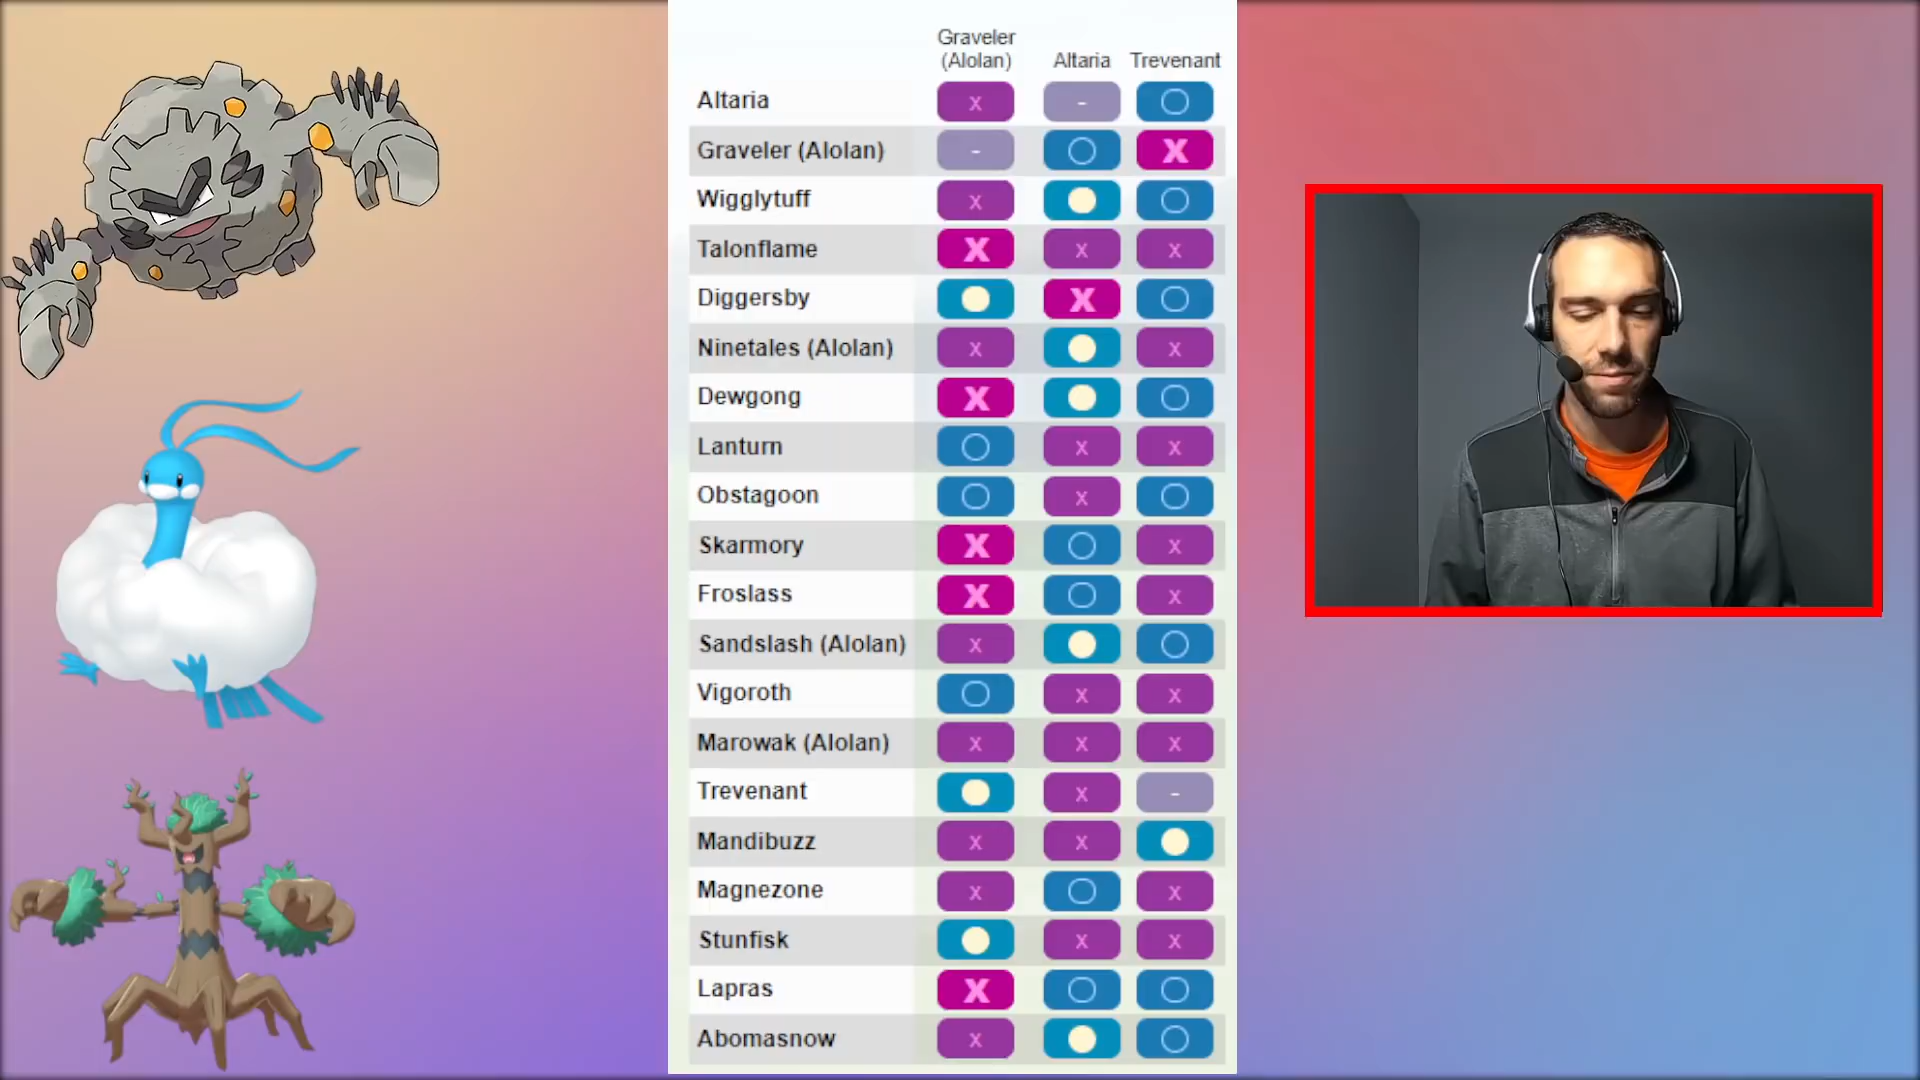 Graveler
(Alolan) Altaria Trevenant
Altaria x - O
Graveler (Alolan) - O X
Wigglytuff x O
Talonflame X x x
Diggersby X O
Ninetales (Alolan) x x
Dewgong X O
Lanturn O x x
Obstagoon O x O
Skarmory X O x
Froslass X O x
Sandslash (Alolan) x O
Vigoroth O x x
Marowak (Alolan) x x x
Trevenant x -
Mandibuzz x x
Magnezone x O x
Stunfisk x x
Lapras X O O
Abomasnow x O